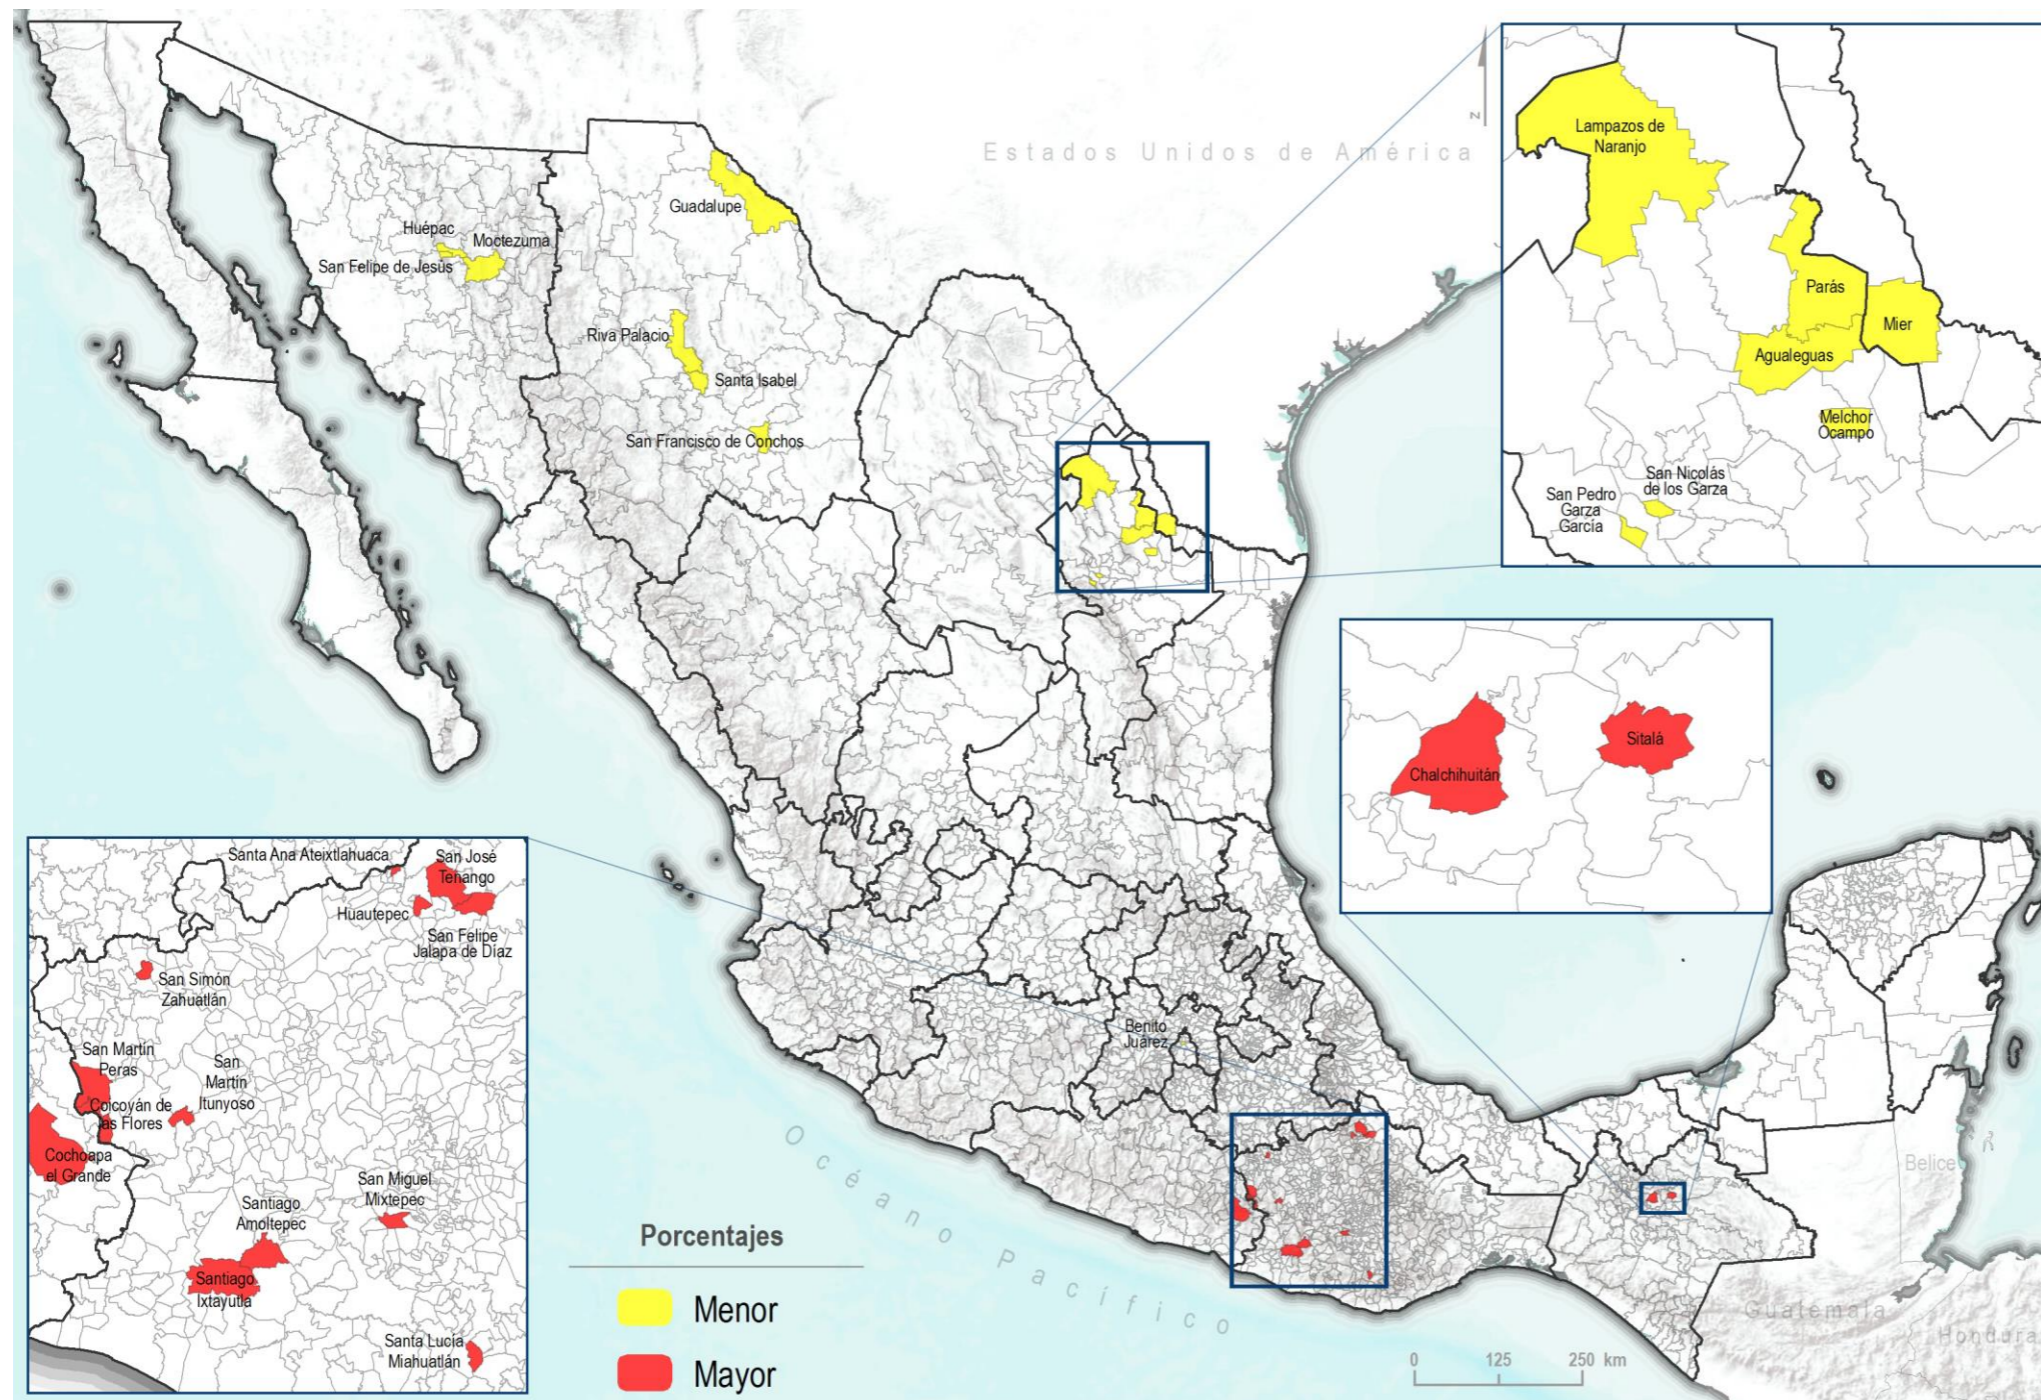 Estados Unidos de América
N
Guadalupe
Huépac
Moctezuma
San Felipe de Jesús
Riva Palacio
Santa Isabel
San Francisco de Conchos
Lampazos de
Naranjo
Parás
Mier
Agualeguas
Melchor
Ocampo
San Nicolás
de los Garza
San Pedro
Garza
García
Sitalá
Chalchihuitán
Santa Ana Ateixtlahuaca
San José
Tenango
Huautepec
San Felipe
Jalapa de Díaz
San Simón
Zahuatlán
San Martín
Peras
San
Martín
Itunyoso
Coicoyán de
las Flores
Cochoapa
el Grande
San Miguel
Mixtepec
Santiago
Amoltepec
Santiago
Ixtayutla
Santa Lucía
Miahuatlán
Benito
Juárez
Océano Pacífico
Belice
Guatemala
Hondura
Porcentajes
Menor
Mayor
0 125 250 km